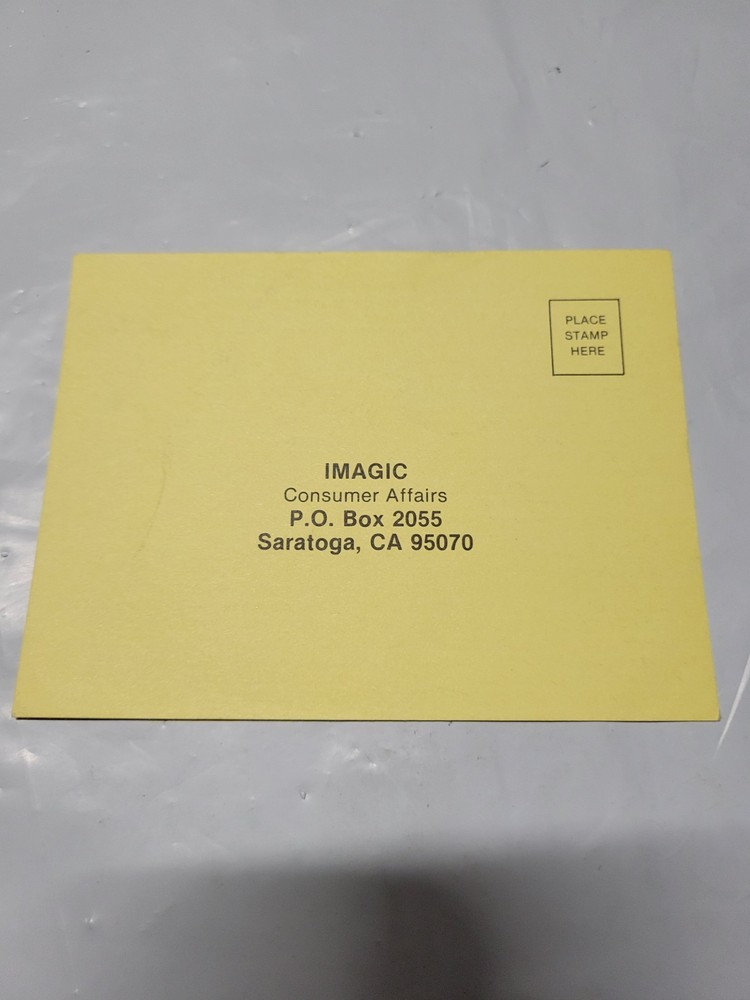 PLACE
STAMP
HERE
IMAGIC
Consumer Affairs
P.O. Box 2055
Saratoga, CA 95070